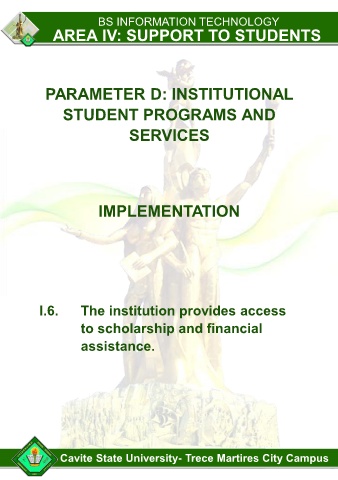 BS INFORMATION TECHNOLOGY
AREA IV: SUPPORT TO STUDENTS
PARAMETER D: INSTITUTIONAL
STUDENT PROGRAMS AND
SERVICES
IMPLEMENTATION
I.6. The institution provides access
to scholarship and financial
assistance.
Cavite State University- Trece Martires City Campus